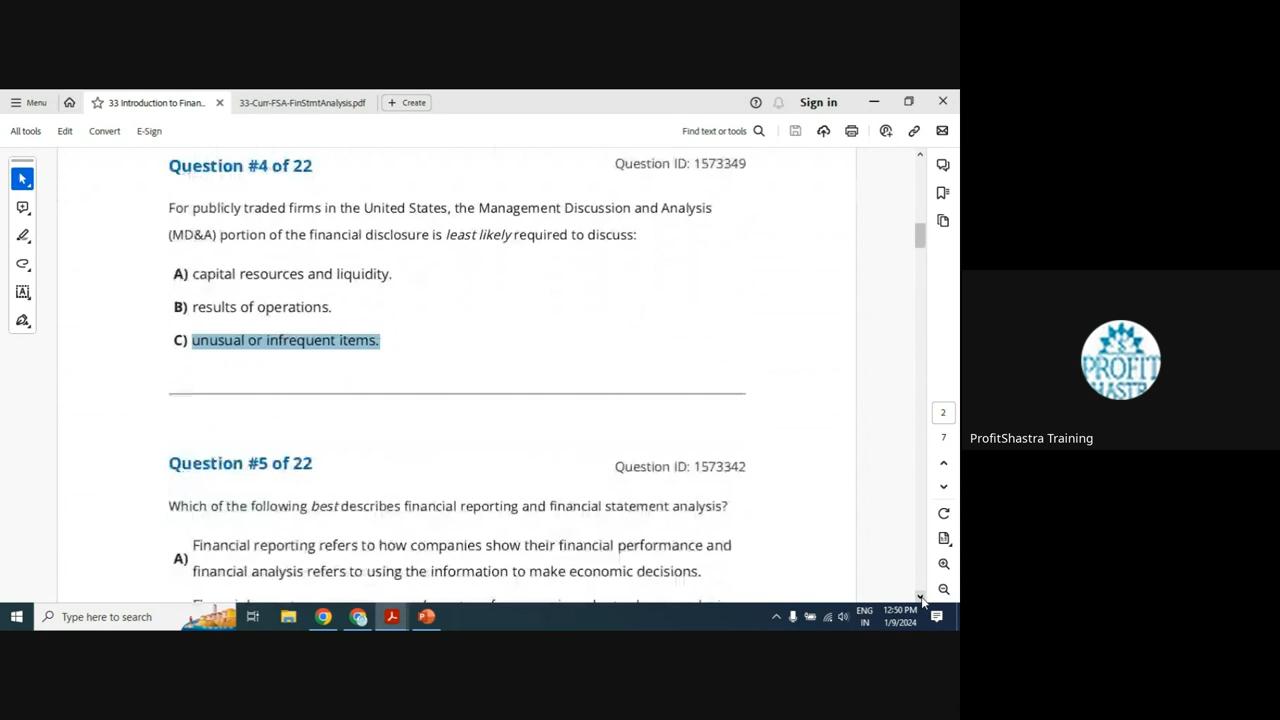 Menu
33 Introduction to Finan...
33-Curr-FSA-FinStmtAnalysis.pdf
Create
Sign in
All tools
Edit
Convert
E-Sign
Find text or tools
Question #4 of 22
Question ID: 1573349
For publicly traded firms in the United States, the Management Discussion and Analysis
(MD&A) portion of the financial disclosure is least likely required to discuss:
A) capital resources and liquidity.
B) results of operations.
C) unusual or infrequent items.
Question #5 of 22
Question ID: 1573342
Which of the following best describes financial reporting and financial statement analysis?
A) Financial reporting refers to how companies show their financial performance and
financial analysis refers to using the information to make economic decisions.
2
7
PROFIT
SHASTRA
ProfitShastra Training
Type here to search
ENG
IN
12:50 PM
1/9/2024